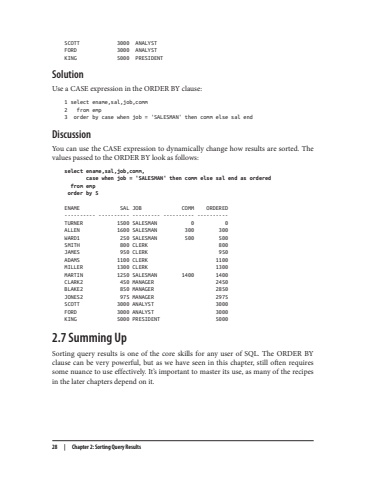 SCOTT 3000 ANALYST
FORD 3000 ANALYST
KING 5000 PRESIDENT
Solution
Use a CASE expression in the ORDER BY clause:
1 select ename,sal,job,comm
2 from emp
3 order by case when job = 'SALESMAN' then comm else sal end
Discussion
You can use the CASE expression to dynamically change how results are sorted. The
values passed to the ORDER BY look as follows:
select ename,sal,job,comm,
case when job = 'SALESMAN' then comm else sal end as ordered
from emp
order by 5
ENAME SAL JOB COMM ORDERED
---------- ---------- --------- ---------- ----------
TURNER 1500 SALESMAN 0 0
ALLEN 1600 SALESMAN 300 300
WARD1 250 SALESMAN 500 500
SMITH 800 CLERK 800
JAMES 950 CLERK 950
ADAMS 1100 CLERK 1100
MILLER 1300 CLERK 1300
MARTIN 1250 SALESMAN 1400 1400
CLARK2 450 MANAGER 2450
BLAKE2 850 MANAGER 2850
JONES2 975 MANAGER 2975
SCOTT 3000 ANALYST 3000
FORD 3000 ANALYST 3000
KING 5000 PRESIDENT 5000
2.7 Summing Up
Sorting query results is one of the core skills for any user of SQL. The ORDER BY
clause can be very powerful, but as we have seen in this chapter, still often requires
some nuance to use effectively. It's important to master its use, as many of the recipes
in the later chapters depend on it.
28 | Chapter 2: Sorting Query Results